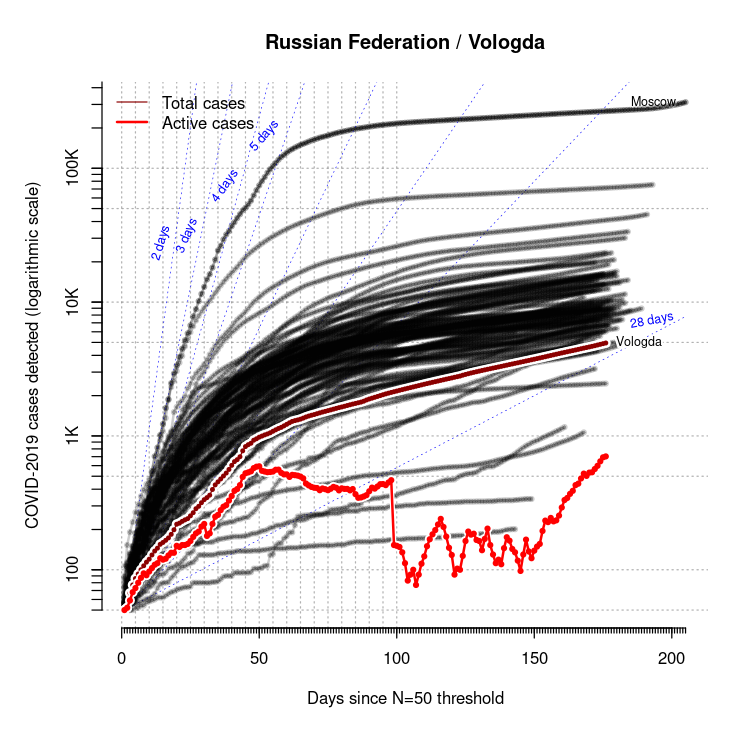 Russian Federation / Vologda
Total cases
Active cases
Moscow
2 days
3 days
4 days
5 days
28 days
Vologda
COVID-2019 cases detected (logarithmic scale)
100K
10K
1K
100
0 50 100 150 200
Days since N=50 threshold